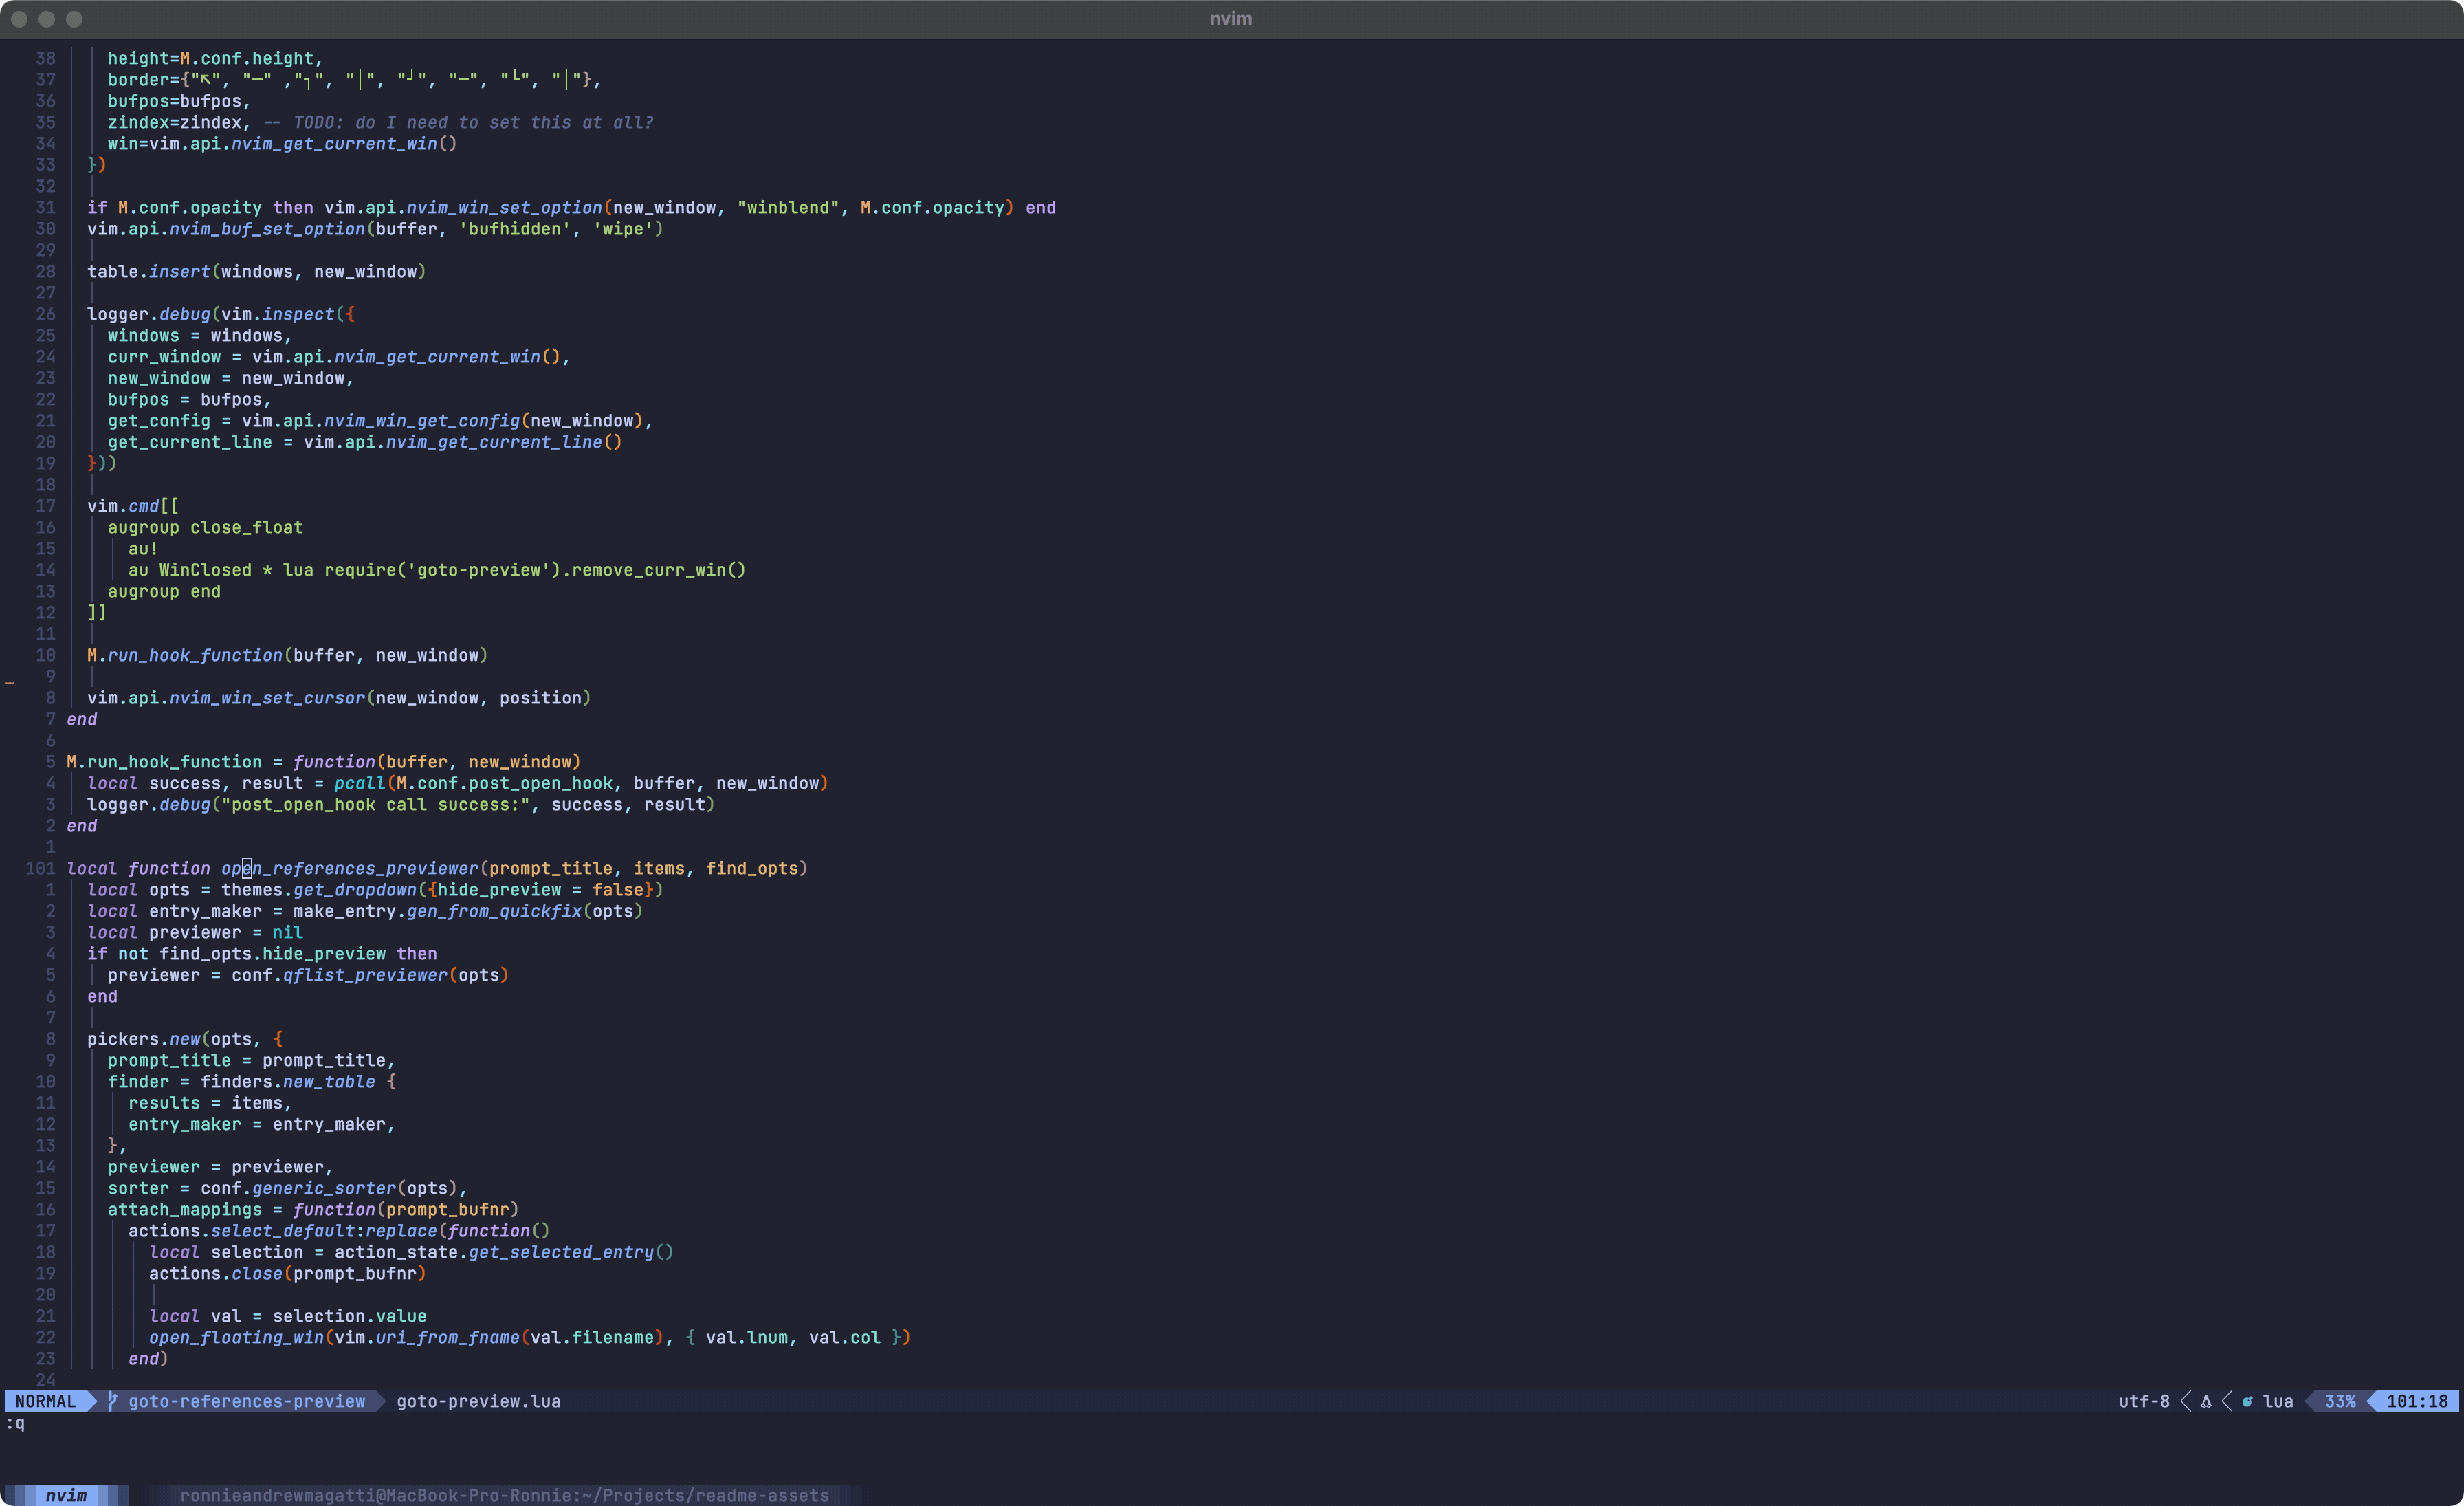 nvim
38 height=M.conf.height,
37 border={"↖", "─" ,"┐", "│", "┘", "─", "└", "│"},
36 bufpos=bufpos,
35 zindex=zindex, -- TODO: do I need to set this at all?
34 win=vim.api.nvim_get_current_win()
33 })
32
31 if M.conf.opacity then vim.api.nvim_win_set_option(new_window, "winblend", M.conf.opacity) end
30 vim.api.nvim_buf_set_option(buffer, 'bufhidden', 'wipe')
29
28 table.insert(windows, new_window)
27
26 logger.debug(vim.inspect({
25 windows = windows,
24 curr_window = vim.api.nvim_get_current_win(),
23 new_window = new_window,
22 bufpos = bufpos,
21 get_config = vim.api.nvim_win_get_config(new_window),
20 get_current_line = vim.api.nvim_get_current_line()
19 }))
18
17 vim.cmd[[
16 augroup close_float
15 au!
14 au WinClosed * lua require('goto-preview').remove_curr_win()
13 augroup end
12 ]]
11
10 M.run_hook_function(buffer, new_window)
_ 9
8 vim.api.nvim_win_set_cursor(new_window, position)
7 end
6
5 M.run_hook_function = function(buffer, new_window)
4 local success, result = pcall(M.conf.post_open_hook, buffer, new_window)
3 logger.debug("post_open_hook call success:", success, result)
2 end
1
101 local function open_references_previewer(prompt_title, items, find_opts)
1 local opts = themes.get_dropdown({hide_preview = false})
2 local entry_maker = make_entry.gen_from_quickfix(opts)
3 local previewer = nil
4 if not find_opts.hide_preview then
5 previewer = conf.qflist_previewer(opts)
6 end
7
8 pickers.new(opts, {
9 prompt_title = prompt_title,
10 finder = finders.new_table {
11 results = items,
12 entry_maker = entry_maker,
13 },
14 previewer = previewer,
15 sorter = conf.generic_sorter(opts),
16 attach_mappings = function(prompt_bufnr)
17 actions.select_default:replace(function()
18 local selection = action_state.get_selected_entry()
19 actions.close(prompt_bufnr)
20
21 local val = selection.value
22 open_floating_win(vim.uri_from_fname(val.filename), { val.lnum, val.col })
23 end)
24
NORMAL goto-references-preview goto-preview.lua utf-8 lua 33% 101:18
:q
nvim ronnieandrewmagatti@MacBook-Pro-Ronnie:~/Projects/readme-assets